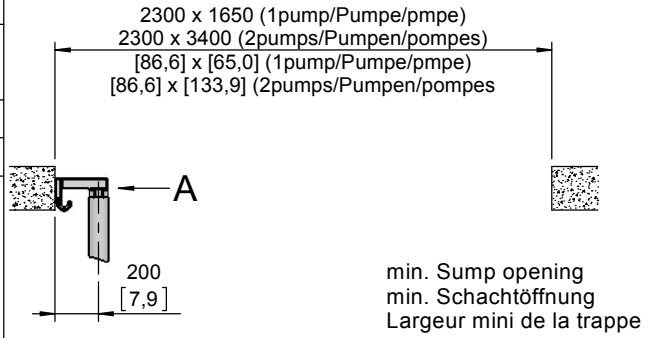 2300 x 1650 (1pump/Pumpe/pmpe)
2300 x 3400 (2pumps/Pumpen/pompes)
[86,6] x [65,0] (1pump/Pumpe/pmpe)
[86,6] x [133,9] (2pumps/Pumpen/pompes
A
200
[7,9]
min. Sump opening
min. Schachtöffnung
Largeur mini de la trappe